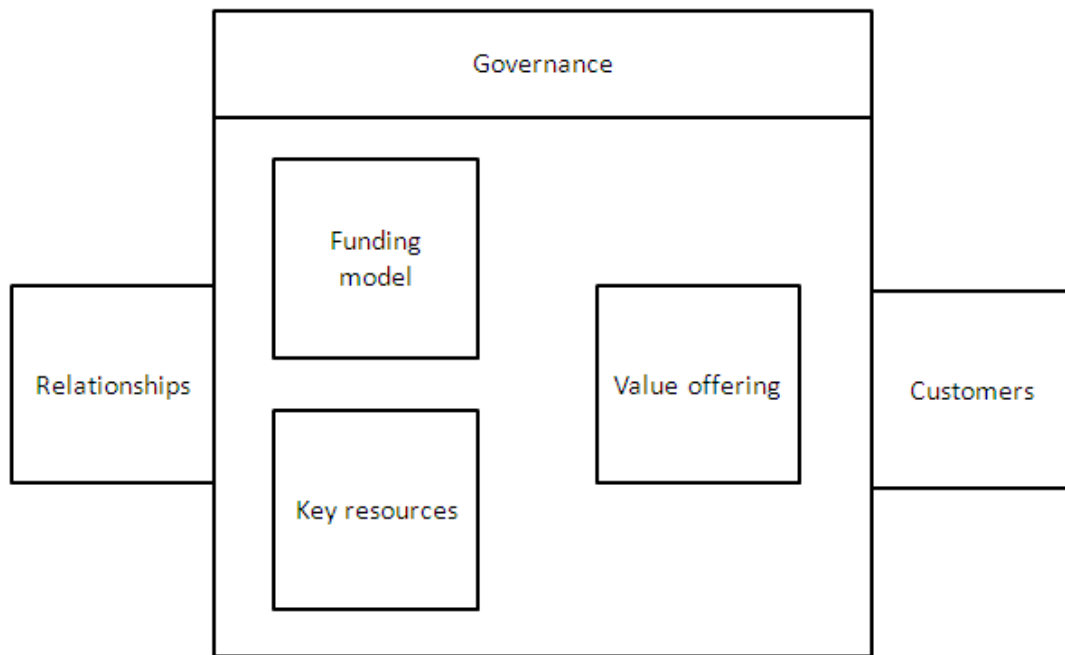 Governance
Funding
model
Relationships
Value offering
Customers
Key resources